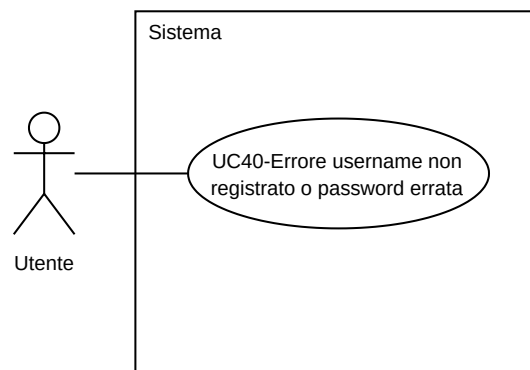 Sistema
UC40-Errore username non
registrato o password errata
Utente